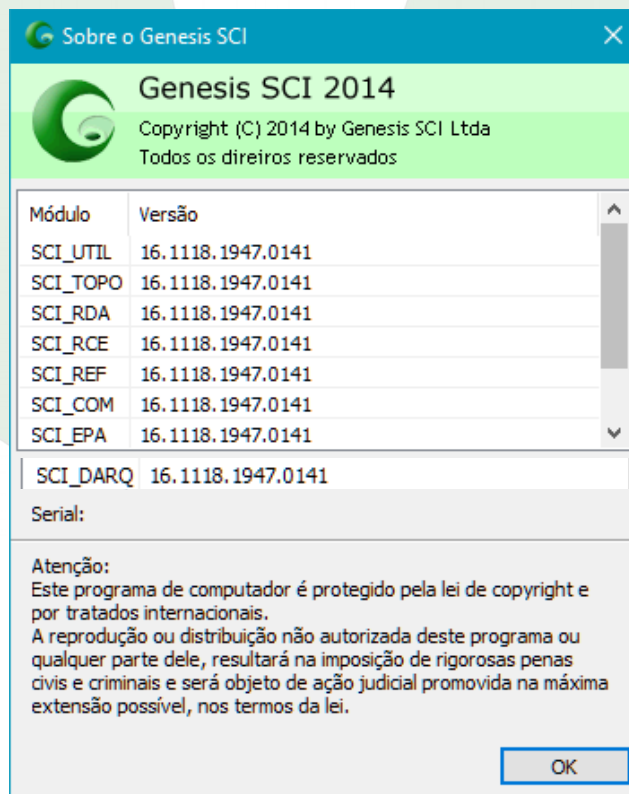 Sobre o Genesis SCI
Genesis SCI 2014
Copyright (C) 2014 by Genesis SCI Ltda
Todos os direiros reservados
Módulo Versão
SCI_UTIL 16.1118.1947.0141
SCI_TOPO 16.1118.1947.0141
SCI_RDA 16.1118.1947.0141
SCI_RCE 16.1118.1947.0141
SCI_REF 16.1118.1947.0141
SCI_COM 16.1118.1947.0141
SCI_EPA 16.1118.1947.0141
SCI_DARQ 16.1118.1947.0141
Serial:
Atenção:
Este programa de computador é protegido pela lei de copyright e
por tratados internacionais.
A reprodução ou distribuição não autorizada deste programa ou
qualquer parte dele, resultará na imposição de rigorosas penas
civis e criminais e será objeto de ação judicial promovida na máxima
extensão possível, nos termos da lei.
OK